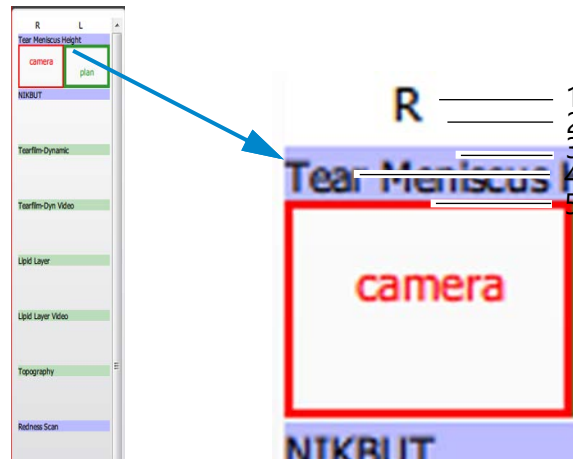 R L
Tear Meniscus Height
camera plan
NIKBUT
Tearfilm-Dynamic
Tearfilm-Dyn Video
Lipid Layer
Lipid Layer Video
Topography
Redness Scan
R 1
2
3
Tear Meniscus H 4
5
camera
NIKBUT